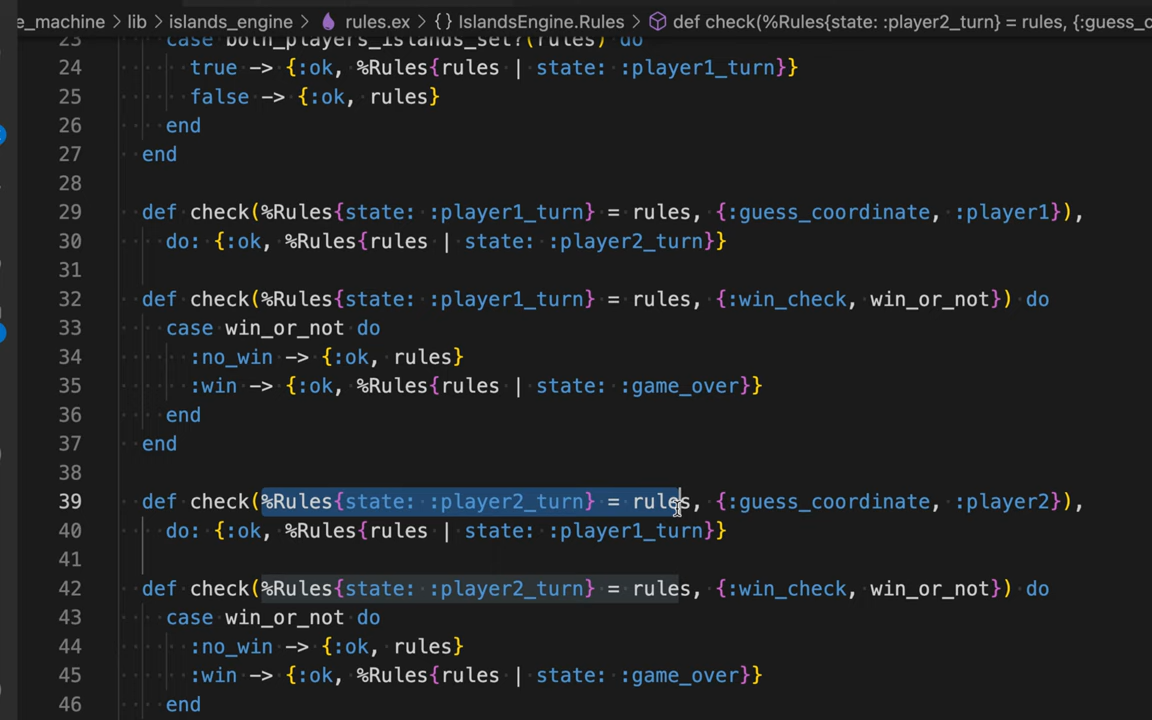 e_machine > lib > islands_engine > rules.ex > {} IslandsEngine.Rules > def check(%Rules{state: :player2_turn} = rules, {:guess_c
23 case both_players_islands_set?(rules) do
24 true -> {:ok, %Rules{rules | state: :player1_turn}}
25 false -> {:ok, rules}
26 end
27 end
28
29 def check(%Rules{state: :player1_turn} = rules, {:guess_coordinate, :player1}),
30 do: {:ok, %Rules{rules | state: :player2_turn}}
31
32 def check(%Rules{state: :player1_turn} = rules, {:win_check, win_or_not}) do
33 case win_or_not do
34 :no_win -> {:ok, rules}
35 :win -> {:ok, %Rules{rules | state: :game_over}}
36 end
37 end
38
39 def check(%Rules{state: :player2_turn} = rules, {:guess_coordinate, :player2}),
40 do: {:ok, %Rules{rules | state: :player1_turn}}
41
42 def check(%Rules{state: :player2_turn} = rules, {:win_check, win_or_not}) do
43 case win_or_not do
44 :no_win -> {:ok, rules}
45 :win -> {:ok, %Rules{rules | state: :game_over}}
46 end